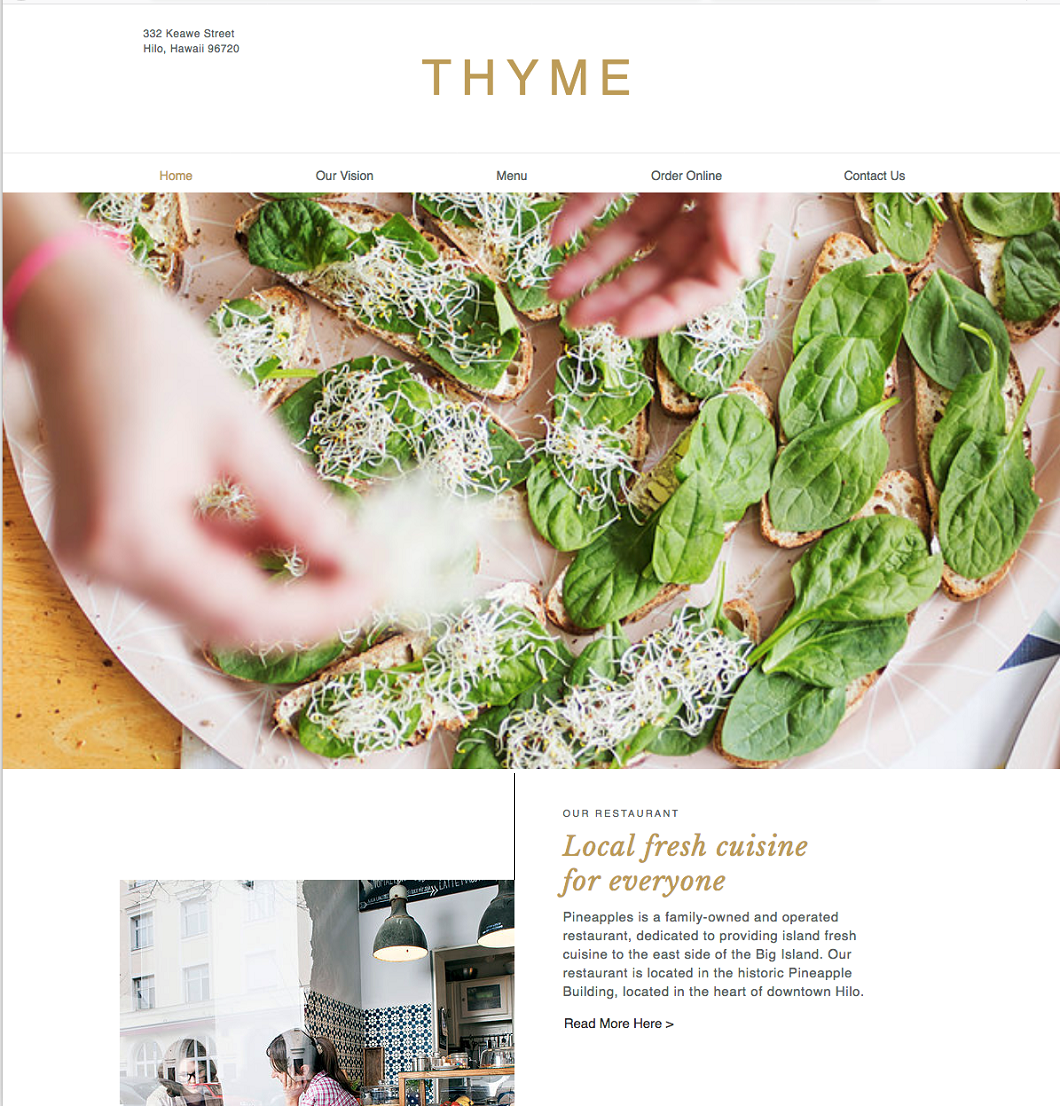 332 Keawe Street
Hilo, Hawaii 96720
THYME
Home Our Vision Menu Order Online Contact Us
OUR RESTAURANT
Local fresh cuisine
for everyone
Pineapples is a family-owned and operated
restaurant, dedicated to providing island fresh
cuisine to the east side of the Big Island. Our
restaurant is located in the historic Pineapple
Building, located in the heart of downtown Hilo.
Read More Here >